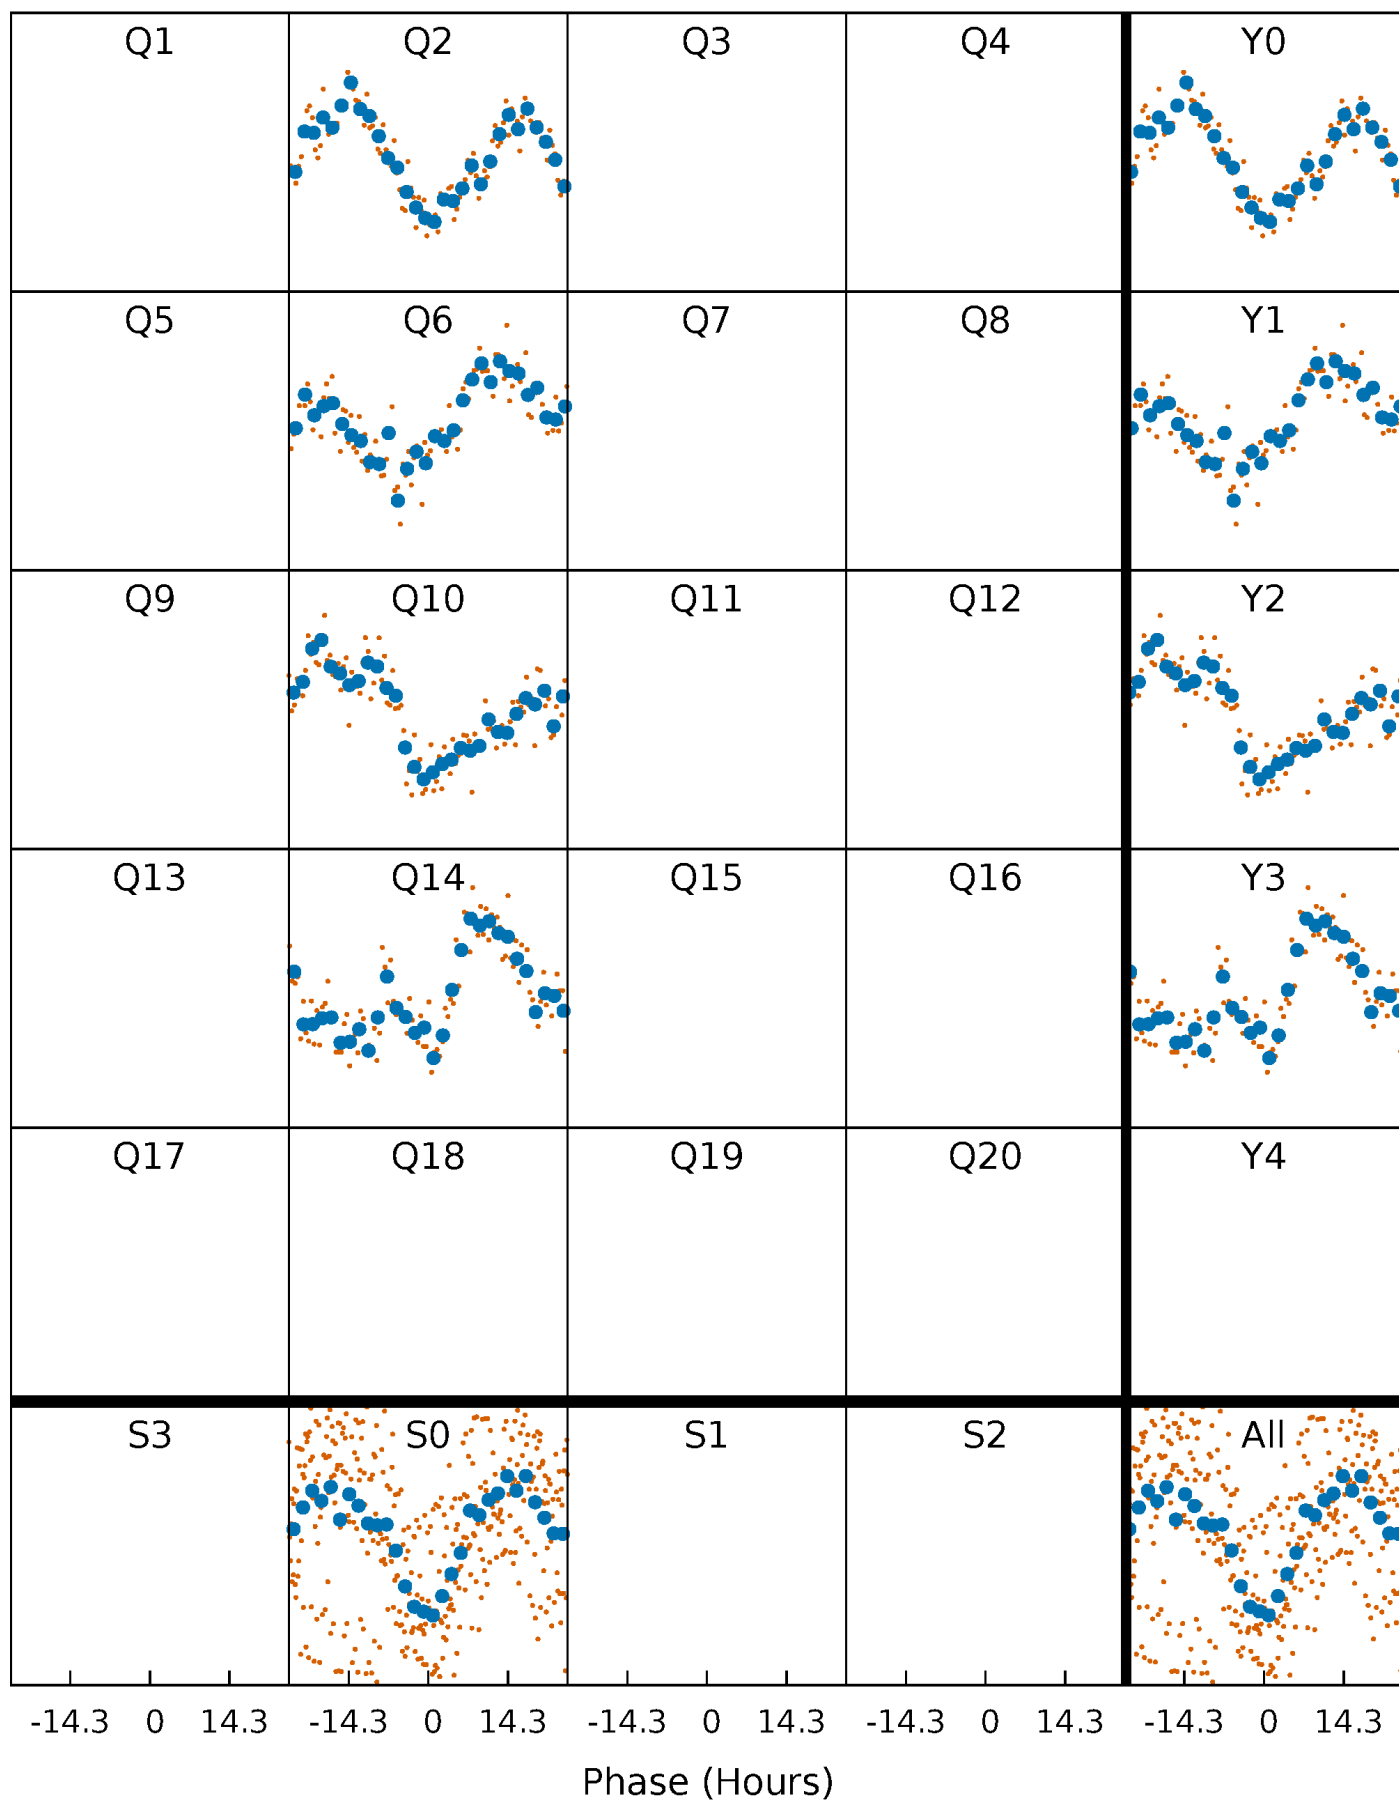 Q1 Q2 Q3 Q4 Y0
Q5 Q6 Q7 Q8 Y1
Q9 Q10 Q11 Q12 Y2
Q13 Q14 Q15 Q16 Y3
Q17 Q18 Q19 Q20 Y4
S3 S0 S1 S2 All
-14.3 0 14.3 -14.3 0 14.3 -14.3 0 14.3 -14.3 0 14.3 -14.3 0 14.3
Phase (Hours)